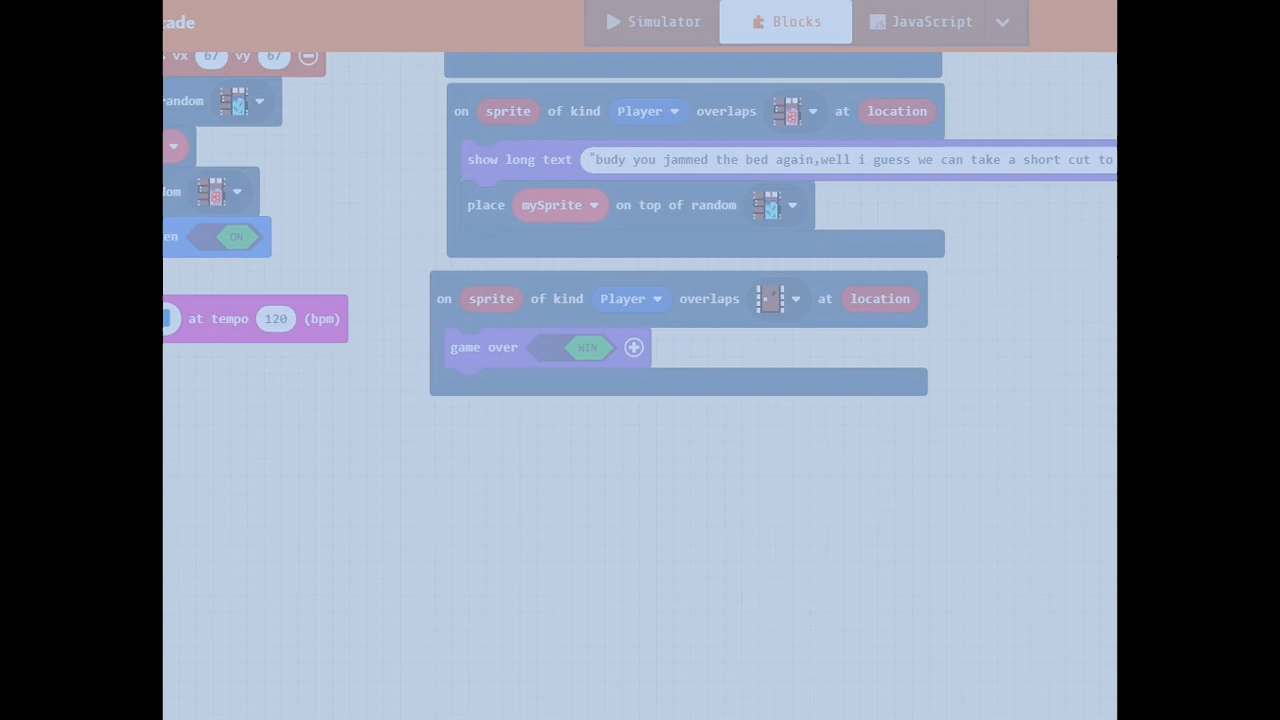 cade
Simulator
Blocks
JS JavaScript
vx 67 vy 67
random
on sprite of kind Player overlaps at location
show long text "budy you jammed the bed again,well i guess we can take a short cut to
place mySprite on top of random
ON
on sprite of kind Player overlaps at location
at tempo 120 (bpm)
game over WIN